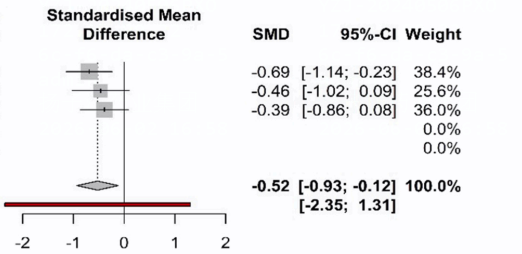 Standardised Mean
Difference SMD 95%-CI Weight
-0.69 [-1.14; -0.23] 38.4%
-0.46 [-1.02; 0.09] 25.6%
-0.39 [-0.86; 0.08] 36.0%
0.0%
0.0%
-0.52 [-0.93; -0.12] 100.0%
[-2.35; 1.31]
-2 -1 0 1 2